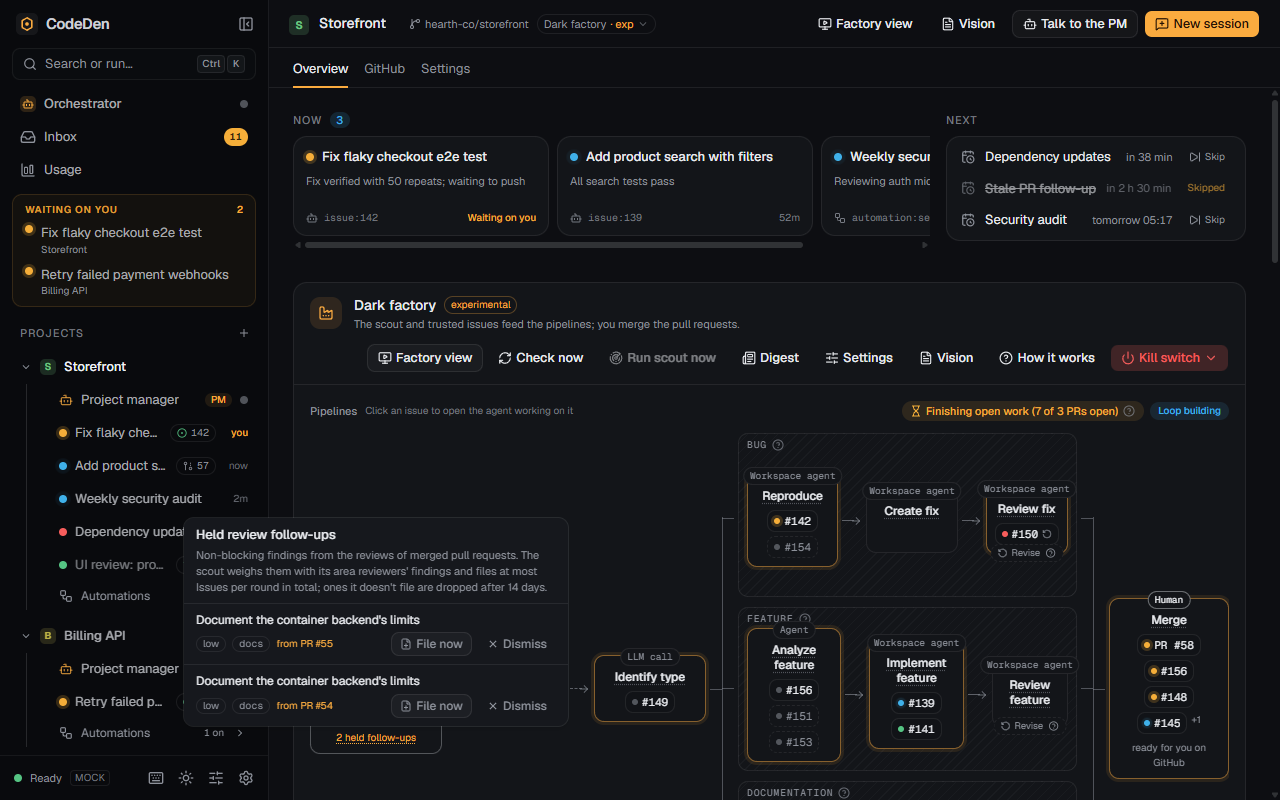 CodeDen
Search or run... Ctrl K
Orchestrator
Inbox 11
Usage
WAITING ON YOU 2
Fix flaky checkout e2e test
Storefront
Retry failed payment webhooks
Billing API
PROJECTS
S Storefront
Project manager PM
Fix flaky che... 142 you
Add product s... 57 now
Weekly security audit 2m
Dependency updat
UI review: pro...
Automations
B Billing API
Project manager
Retry failed p...
Automations 1 on
Ready MOCK
S Storefront hearth-co/storefront Dark factory · exp
Factory view Vision Talk to the PM New session
Overview GitHub Settings
NOW 3
Fix flaky checkout e2e test
Fix verified with 50 repeats; waiting to push
issue:142 Waiting on you
Add product search with filters
All search tests pass
issue:139 52m
Weekly secur
Reviewing auth mid
automation:se
NEXT
Dependency updates in 38 min Skip
Stale PR follow-up in 2 h 30 min Skipped
Security audit tomorrow 05:17 Skip
Dark factory experimental
The scout and trusted issues feed the pipelines; you merge the pull requests.
Factory view Check now Run scout now Digest Settings Vision How it works Kill switch
Pipelines Click an issue to open the agent working on it
Finishing open work (7 of 3 PRs open) Loop building
BUG
Workspace agent
Reproduce
#142
#154
Workspace agent
Create fix
Workspace agent
Review fix
#150
Revise
Held review follow-ups
Non-blocking findings from the reviews of merged pull requests. The
scout weighs them with its area reviewers' findings and files at most
Issues per round in total; ones it doesn't file are dropped after 14 days.
Document the container backend's limits
low docs from PR #55 File now Dismiss
Document the container backend's limits
low docs from PR #54 File now Dismiss
2 held follow-ups
LLM call
Identify type
#149
FEATURE
Agent
Analyze
feature
#156
#151
#153
Workspace agent
Implement
feature
#139
#141
Workspace agent
Review
feature
Revise
Human
Merge
PR #58
#156
#148
#145 +1
ready for you on
GitHub
DOCUMENTATION